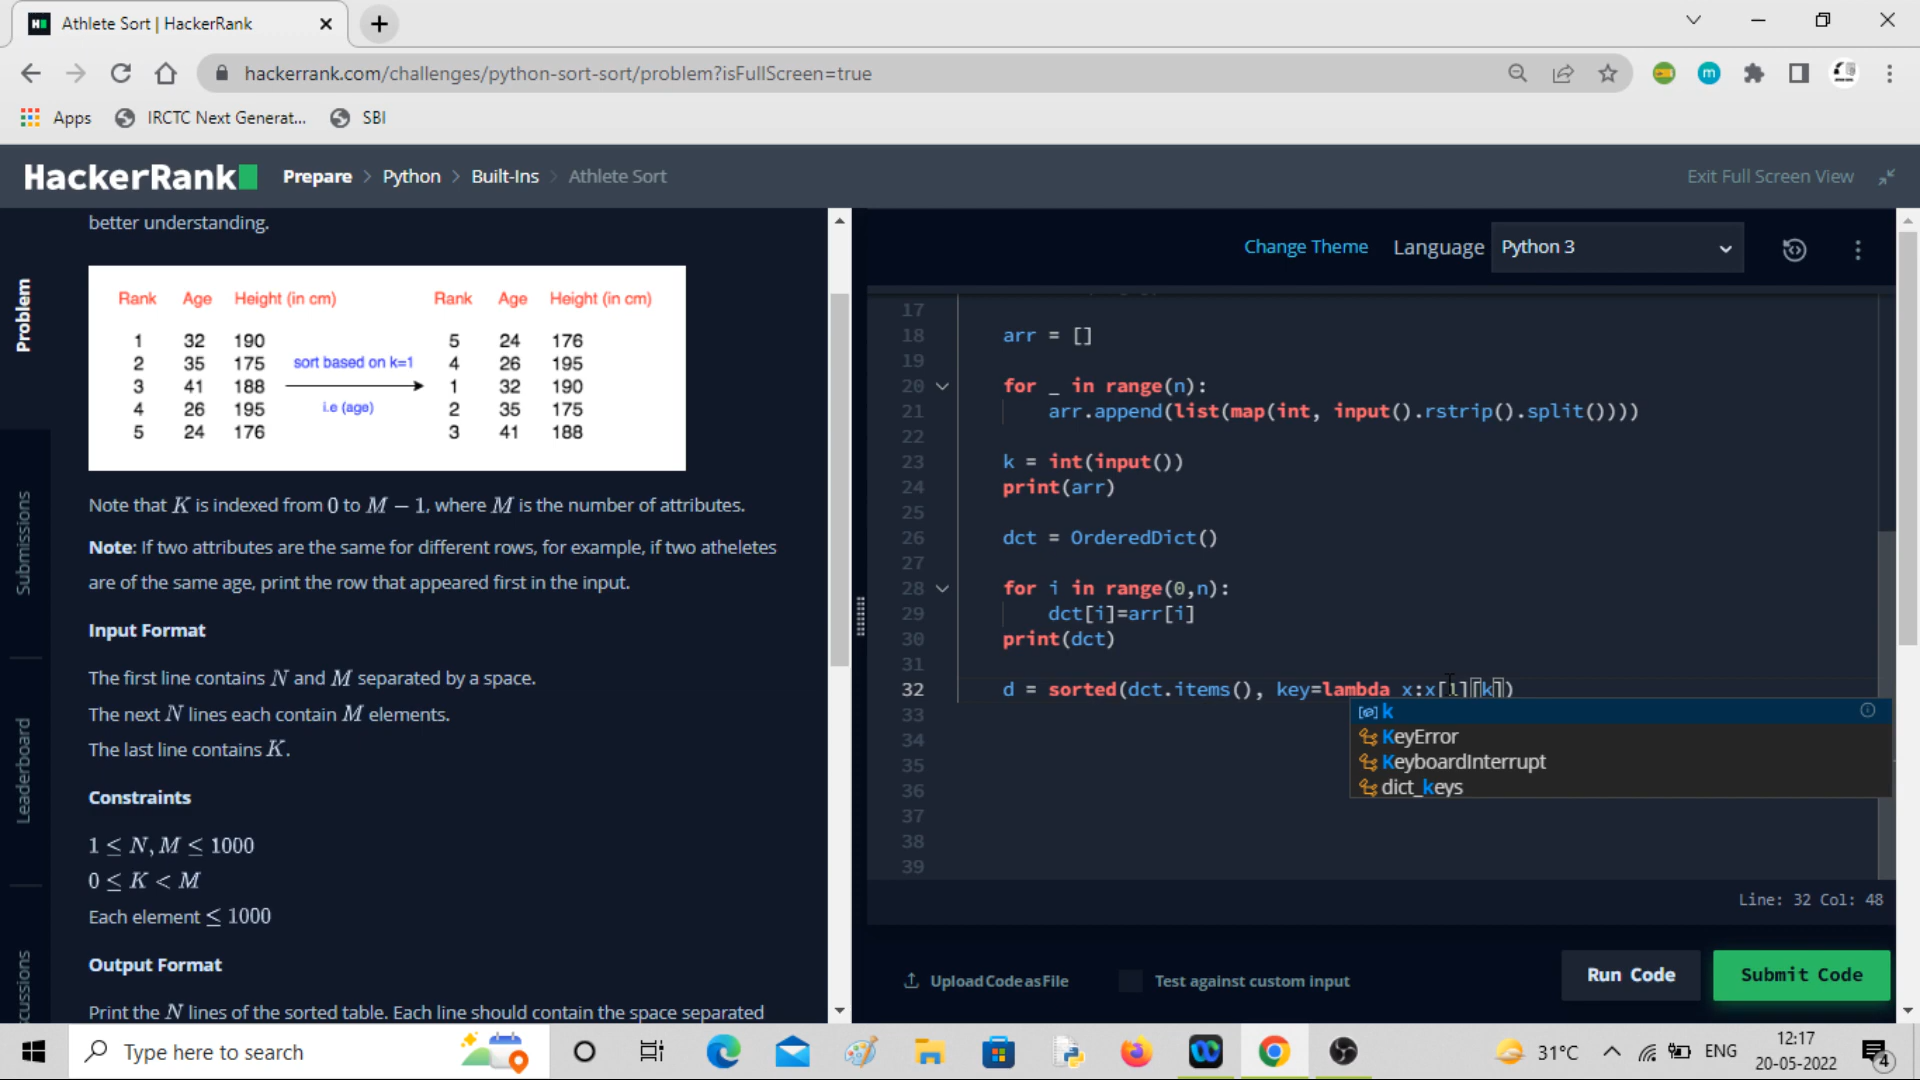 Athlete Sort | HackerRank
hackerrank.com/challenges/python-sort-sort/problem?isFullScreen=true
m
Apps
IRCTC Next Generat...
SBI
HackerRank
Prepare > Python > Built-Ins > Athlete Sort
Exit Full Screen View
Problem
Submissions
Leaderboard
cussions
better understanding.
Rank Age Height (in cm) Rank Age Height (in cm)
1 32 190 5 24 176
2 35 175 sort based on k=1 4 26 195
3 41 188 1 32 190
4 26 195 i.e (age) 2 35 175
5 24 176 3 41 188
Note that K is indexed from 0 to M − 1, where M is the number of attributes.
Note: If two attributes are the same for different rows, for example, if two atheletes
are of the same age, print the row that appeared first in the input.
Input Format
The first line contains N and M separated by a space.
The next N lines each contain M elements.
The last line contains K.
Constraints
1 ≤ N, M ≤ 1000
0 ≤ K < M
Each element ≤ 1000
Output Format
Print the N lines of the sorted table. Each line should contain the space separated
Change Theme Language Python 3
17
18 arr = []
19
20 for _ in range(n):
21 arr.append(list(map(int, input().rstrip().split())))
22
23 k = int(input())
24 print(arr)
25
26 dct = OrderedDict()
27
28 for i in range(0,n):
29 dct[i]=arr[i]
30 print(dct)
31
32 d = sorted(dct.items(), key=lambda x:x[1][k])
33
34
35
36
37
38
39
k
KeyError
KeyboardInterrupt
dict_keys
Line: 32 Col: 48
Upload Code as File
Test against custom input
Run Code
Submit Code
Type here to search
31°C
ENG
12:17
20-05-2022
4